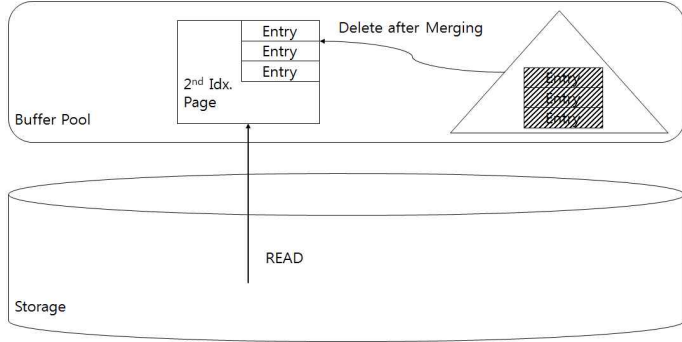 Entry
Delete after Merging
Entry
Entry
2nd Idx.
Page
Entry
Entry
Entry
Buffer Pool
READ
Storage